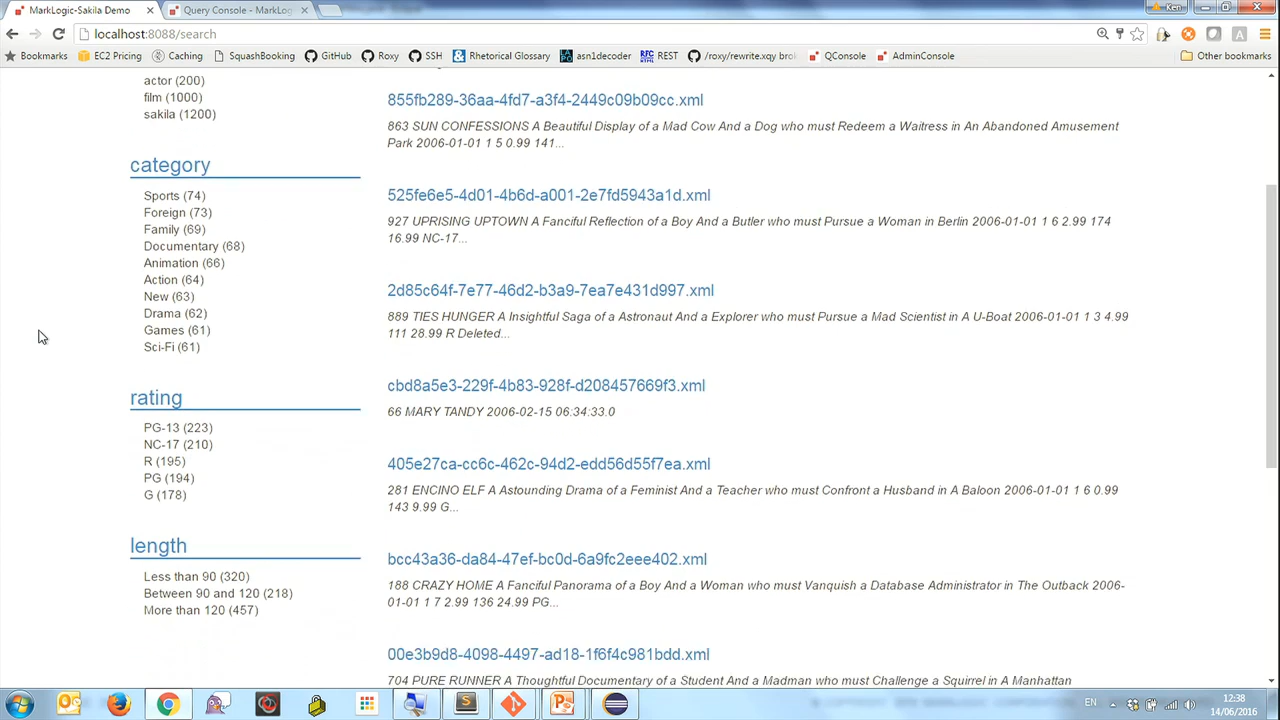 MarkLogic-Sakila Demo
Query Console - MarkLog
Ken
localhost:8088/search
Bookmarks
EC2 Pricing
Caching
SquashBooking
GitHub
Roxy
SSH
Rhetorical Glossary
asn1decoder
RFC
REST
/roxy/rewrite.xqy bro
QConsole
AdminConsole
Other bookmarks
actor (200)
film (1000)
sakila (1200)
category
Sports (74)
Foreign (73)
Family (69)
Documentary (68)
Animation (66)
Action (64)
New (63)
Drama (62)
Games (61)
Sci-Fi (61)
rating
PG-13 (223)
NC-17 (210)
R (195)
PG (194)
G (178)
length
Less than 90 (320)
Between 90 and 120 (218)
More than 120 (457)
855fb289-36aa-4fd7-a3f4-2449c09b09cc.xml
863 SUN CONFESSIONS A Beautiful Display of a Mad Cow And a Dog who must Redeem a Waitress in An Abandoned Amusement
Park 2006-01-01 1 5 0.99 141...
525fe6e5-4d01-4b6d-a001-2e7fd5943a1d.xml
927 UPRISING UPTOWN A Fanciful Reflection of a Boy And a Butler who must Pursue a Woman in Berlin 2006-01-01 1 6 2.99 174
16.99 NC-17...
2d85c64f-7e77-46d2-b3a9-7ea7e431d997.xml
889 TIES HUNGER A Insightful Saga of a Astronaut And a Explorer who must Pursue a Mad Scientist in A U-Boat 2006-01-01 1 3 4.99
111 28.99 R Deleted...
cbd8a5e3-229f-4b83-928f-d208457669f3.xml
66 MARY TANDY 2006-02-15 06:34:33.0
405e27ca-cc6c-462c-94d2-edd56d55f7ea.xml
281 ENCINO ELF A Astounding Drama of a Feminist And a Teacher who must Confront a Husband in A Baloon 2006-01-01 1 6 0.99
143 9.99 G...
bcc43a36-da84-47ef-bc0d-6a9fc2eee402.xml
188 CRAZY HOME A Fanciful Panorama of a Boy And a Woman who must Vanquish a Database Administrator in The Outback 2006-
01-01 1 7 2.99 136 24.99 PG...
00e3b9d8-4098-4497-ad18-1f6f4c981bdd.xml
704 PURE RUNNER A Thoughtful Documentary of a Student And a Madman who must Challenge a Squirrel in A Manhattan
EN
12:38
14/06/2016